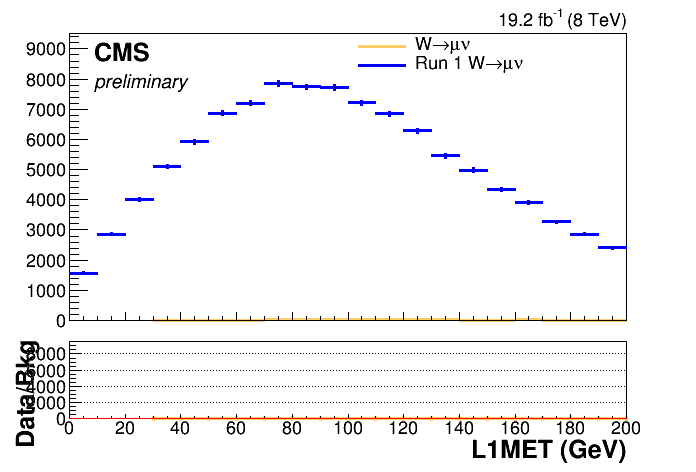 19.2 fb-1 (8 TeV)
CMS
preliminary
W→μν
Run 1 W→μν
9000
8000
7000
6000
5000
4000
3000
2000
1000
0
Data/Bkg
0
0 20 40 60 80 100 120 140 160 180 200
L1MET (GeV)